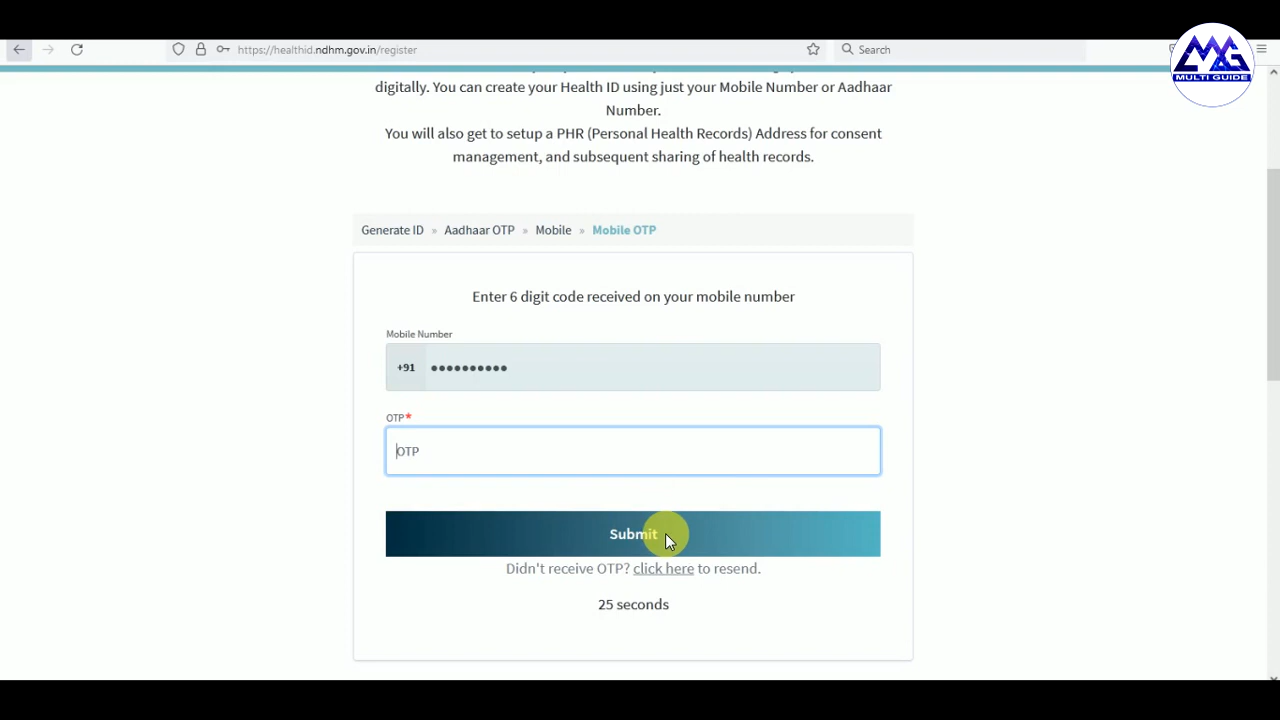 https://healthid.ndhm.gov.in/register
Search
MULTI GUIDE
digitally. You can create your Health ID using just your Mobile Number or Aadhaar
Number.
You will also get to setup a PHR (Personal Health Records) Address for consent
management, and subsequent sharing of health records.
Generate ID » Aadhaar OTP » Mobile » Mobile OTP
Enter 6 digit code received on your mobile number
Mobile Number
+91 ●●●●●●●●●●
OTP*
OTP
Submit
Didn't receive OTP? click here to resend.
25 seconds